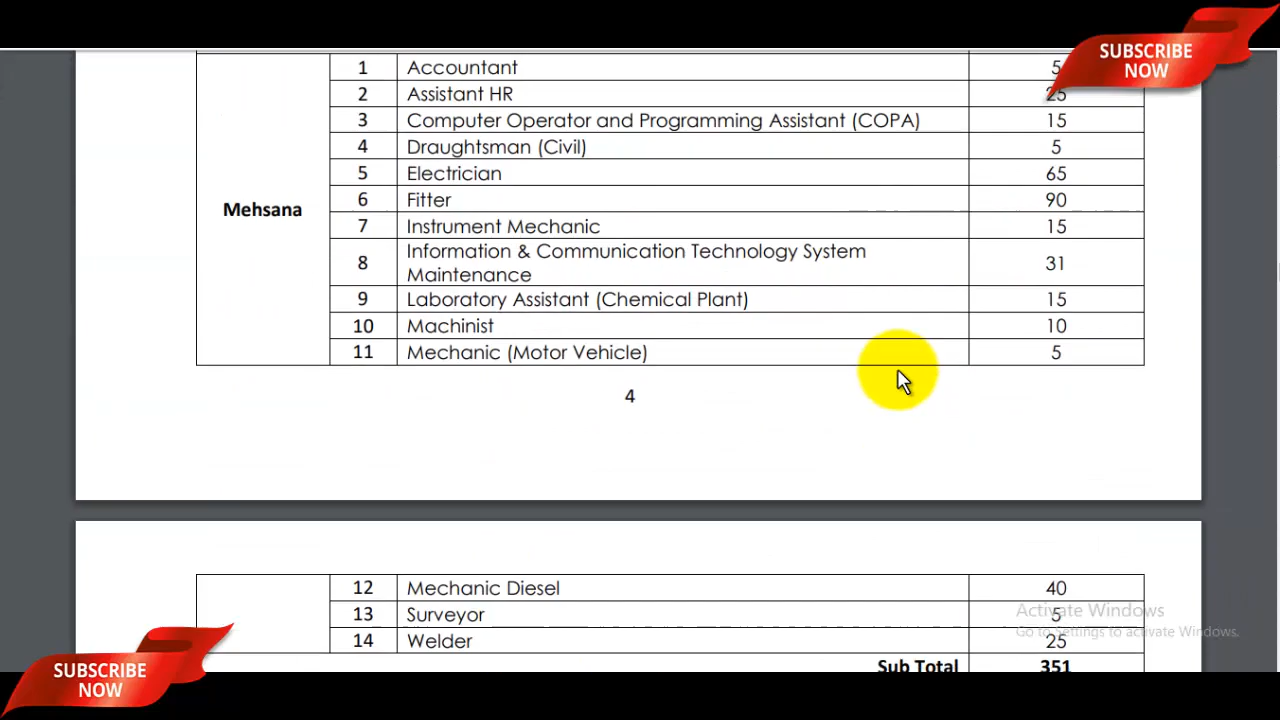 SUBSCRIBE
NOW
1 Accountant 5
2 Assistant HR 25
3 Computer Operator and Programming Assistant (COPA) 15
4 Draughtsman (Civil) 5
5 Electrician 65
Mehsana
6 Fitter 90
7 Instrument Mechanic 15
8 Information & Communication Technology System
Maintenance 31
9 Laboratory Assistant (Chemical Plant) 15
10 Machinist 10
11 Mechanic (Motor Vehicle) 5
4
12 Mechanic Diesel 40
13 Surveyor 5
14 Welder 25
Sub Total 351
Activate Windows
Go to Settings to activate Windows.
SUBSCRIBE
NOW